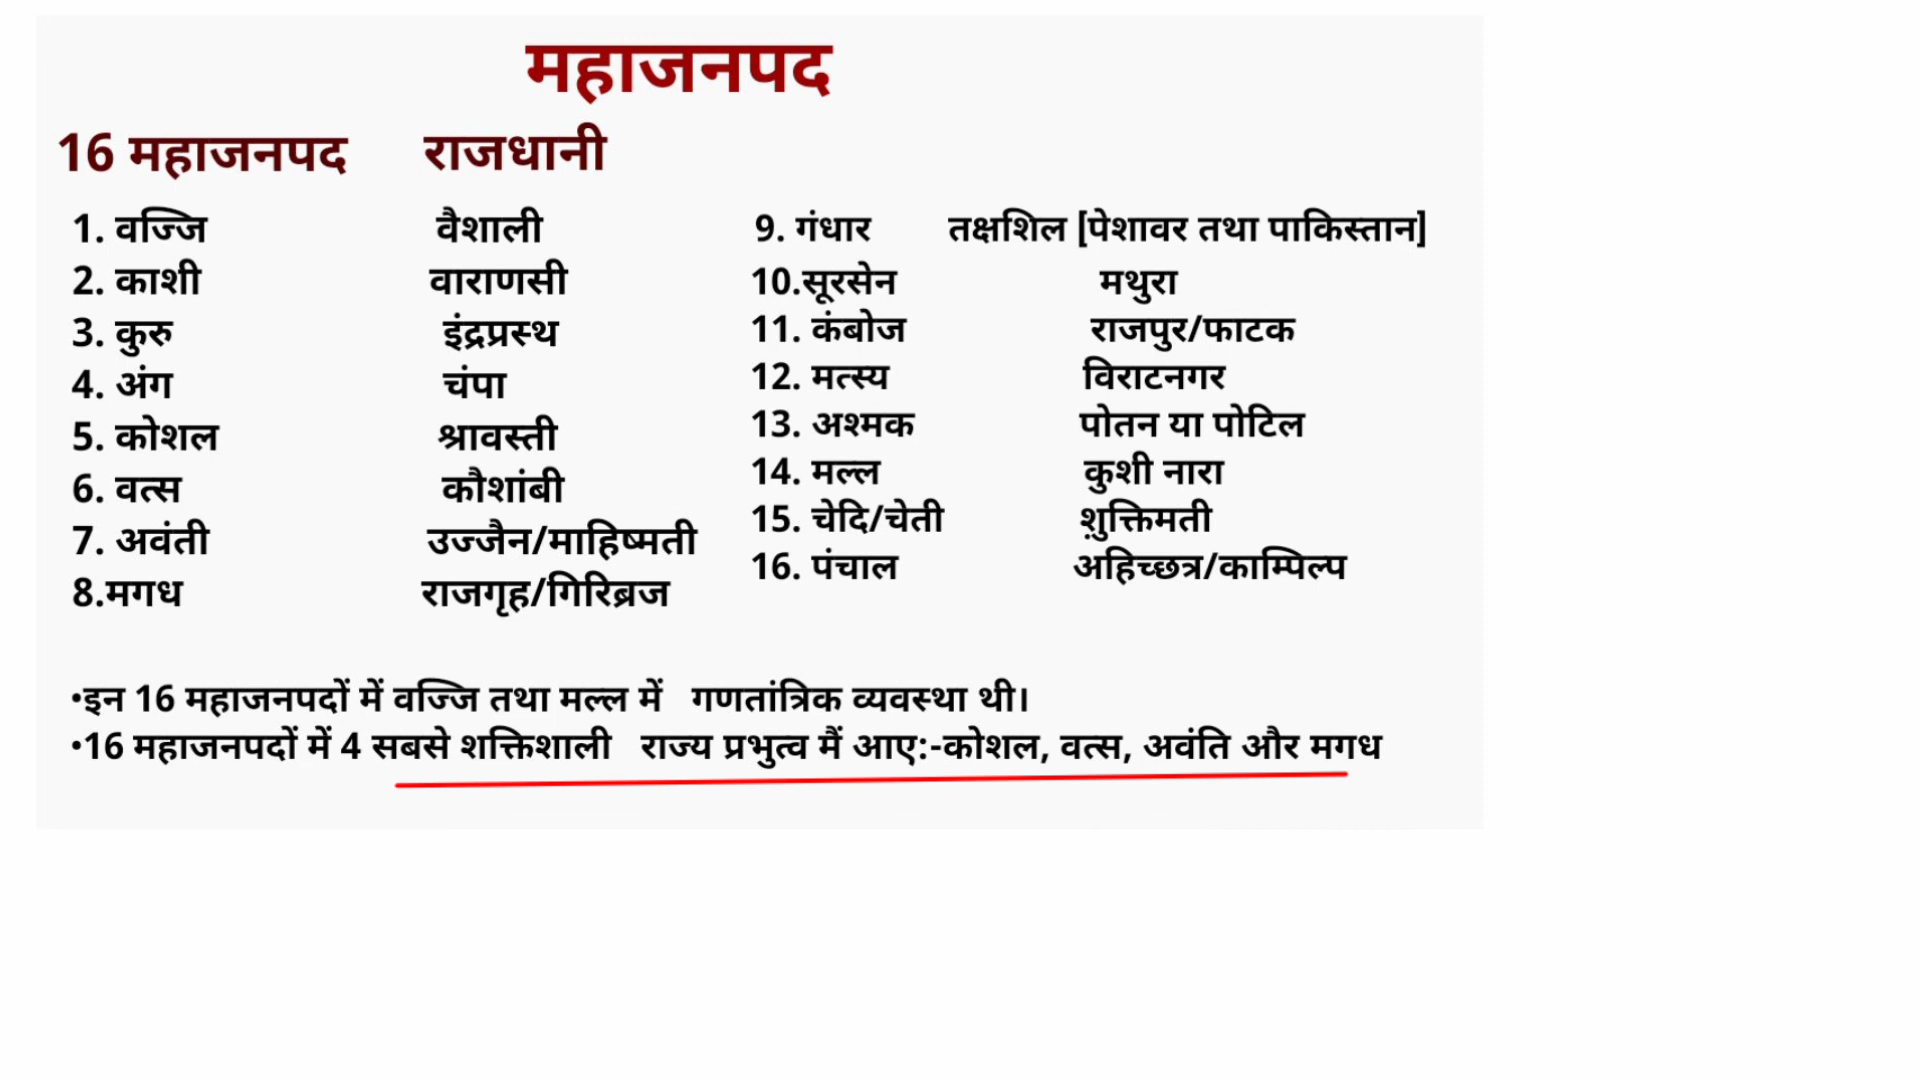 महाजनपद
16 महाजनपद राजधानी
1. वज्जि वैशाली
2. काशी वाराणसी
3. कुरु इंद्रप्रस्थ
4. अंग चंपा
5. कोशल श्रावस्ती
6. वत्स कौशांबी
7. अवंती उज्जैन/माहिष्मती
8.मगध राजगृह/गिरिब्रज
9. गंधार तक्षशिल [पेशावर तथा पाकिस्तान]
10.सूरसेन मथुरा
11. कंबोज राजपुर/फाटक
12. मत्स्य विराटनगर
13. अश्मक पोतन या पोटिल
14. मल्ल कुशी नारा
15. चेदि/चेती शु़क्तिमती
16. पंचाल अहिच्छत्र/काम्पिल्प
•इन 16 महाजनपदों में वज्जि तथा मल्ल में गणतांत्रिक व्यवस्था थी।
•16 महाजनपदों में 4 सबसे शक्तिशाली राज्य प्रभुत्व मैं आए:-कोशल, वत्स, अवंति और मगध